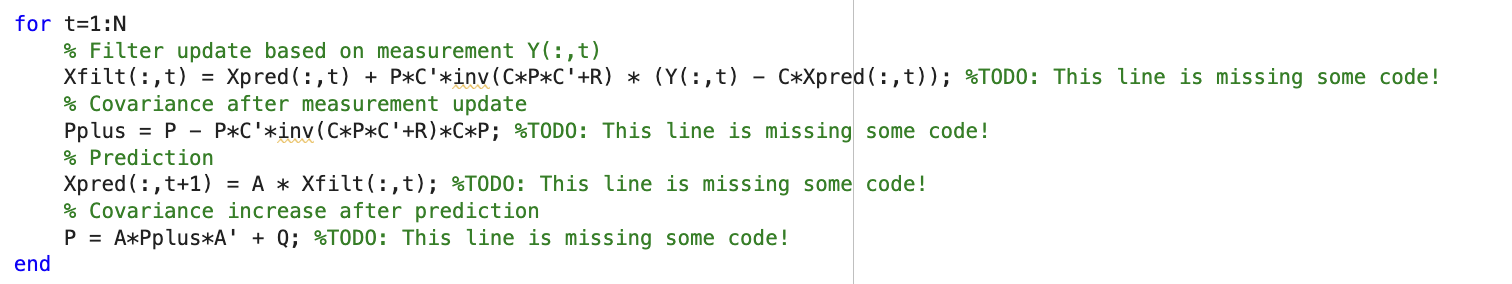 for t=1:N
    % Filter update based on measurement Y(:,t)
    Xfilt(:,t) = Xpred(:,t) + P*C'*inv(C*P*C'+R) * (Y(:,t) - C*Xpred(:,t)); %TODO: This line is missing some code!
    % Covariance after measurement update
    Pplus = P - P*C'*inv(C*P*C'+R)*C*P; %TODO: This line is missing some code!
    % Prediction
    Xpred(:,t+1) = A * Xfilt(:,t); %TODO: This line is missing some code!
    % Covariance increase after prediction
    P = A*Pplus*A' + Q; %TODO: This line is missing some code!
end